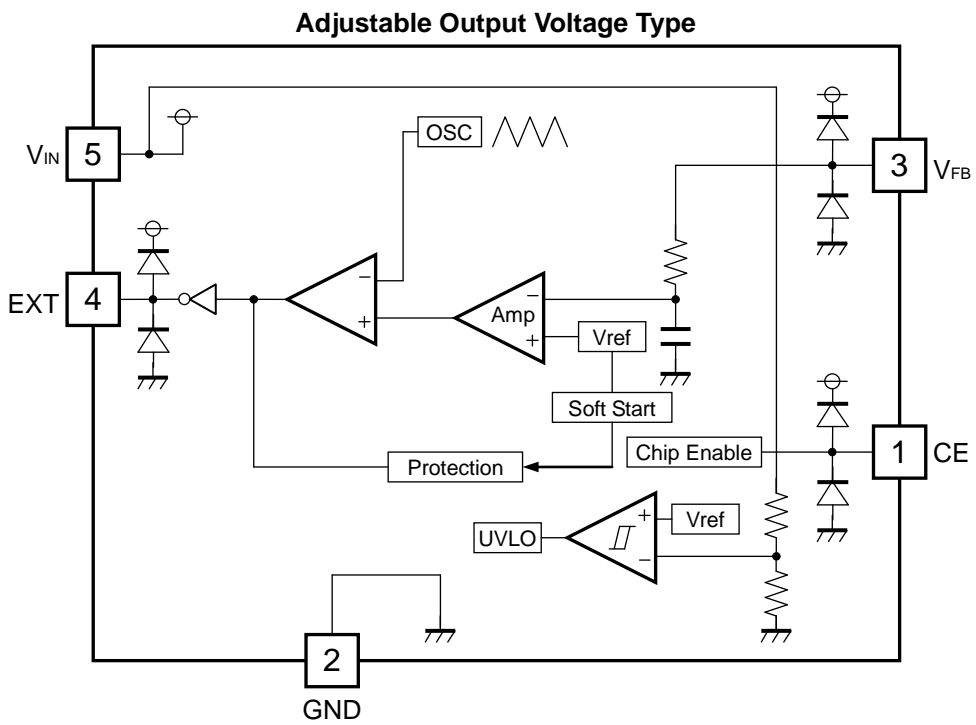 Adjustable Output Voltage Type
OSC
VIN
5
3
VFB
EXT
4
−
+
Amp
−
+
Vref
Soft Start
Protection
Chip Enable
1
CE
UVLO
+
−
Vref
2
GND